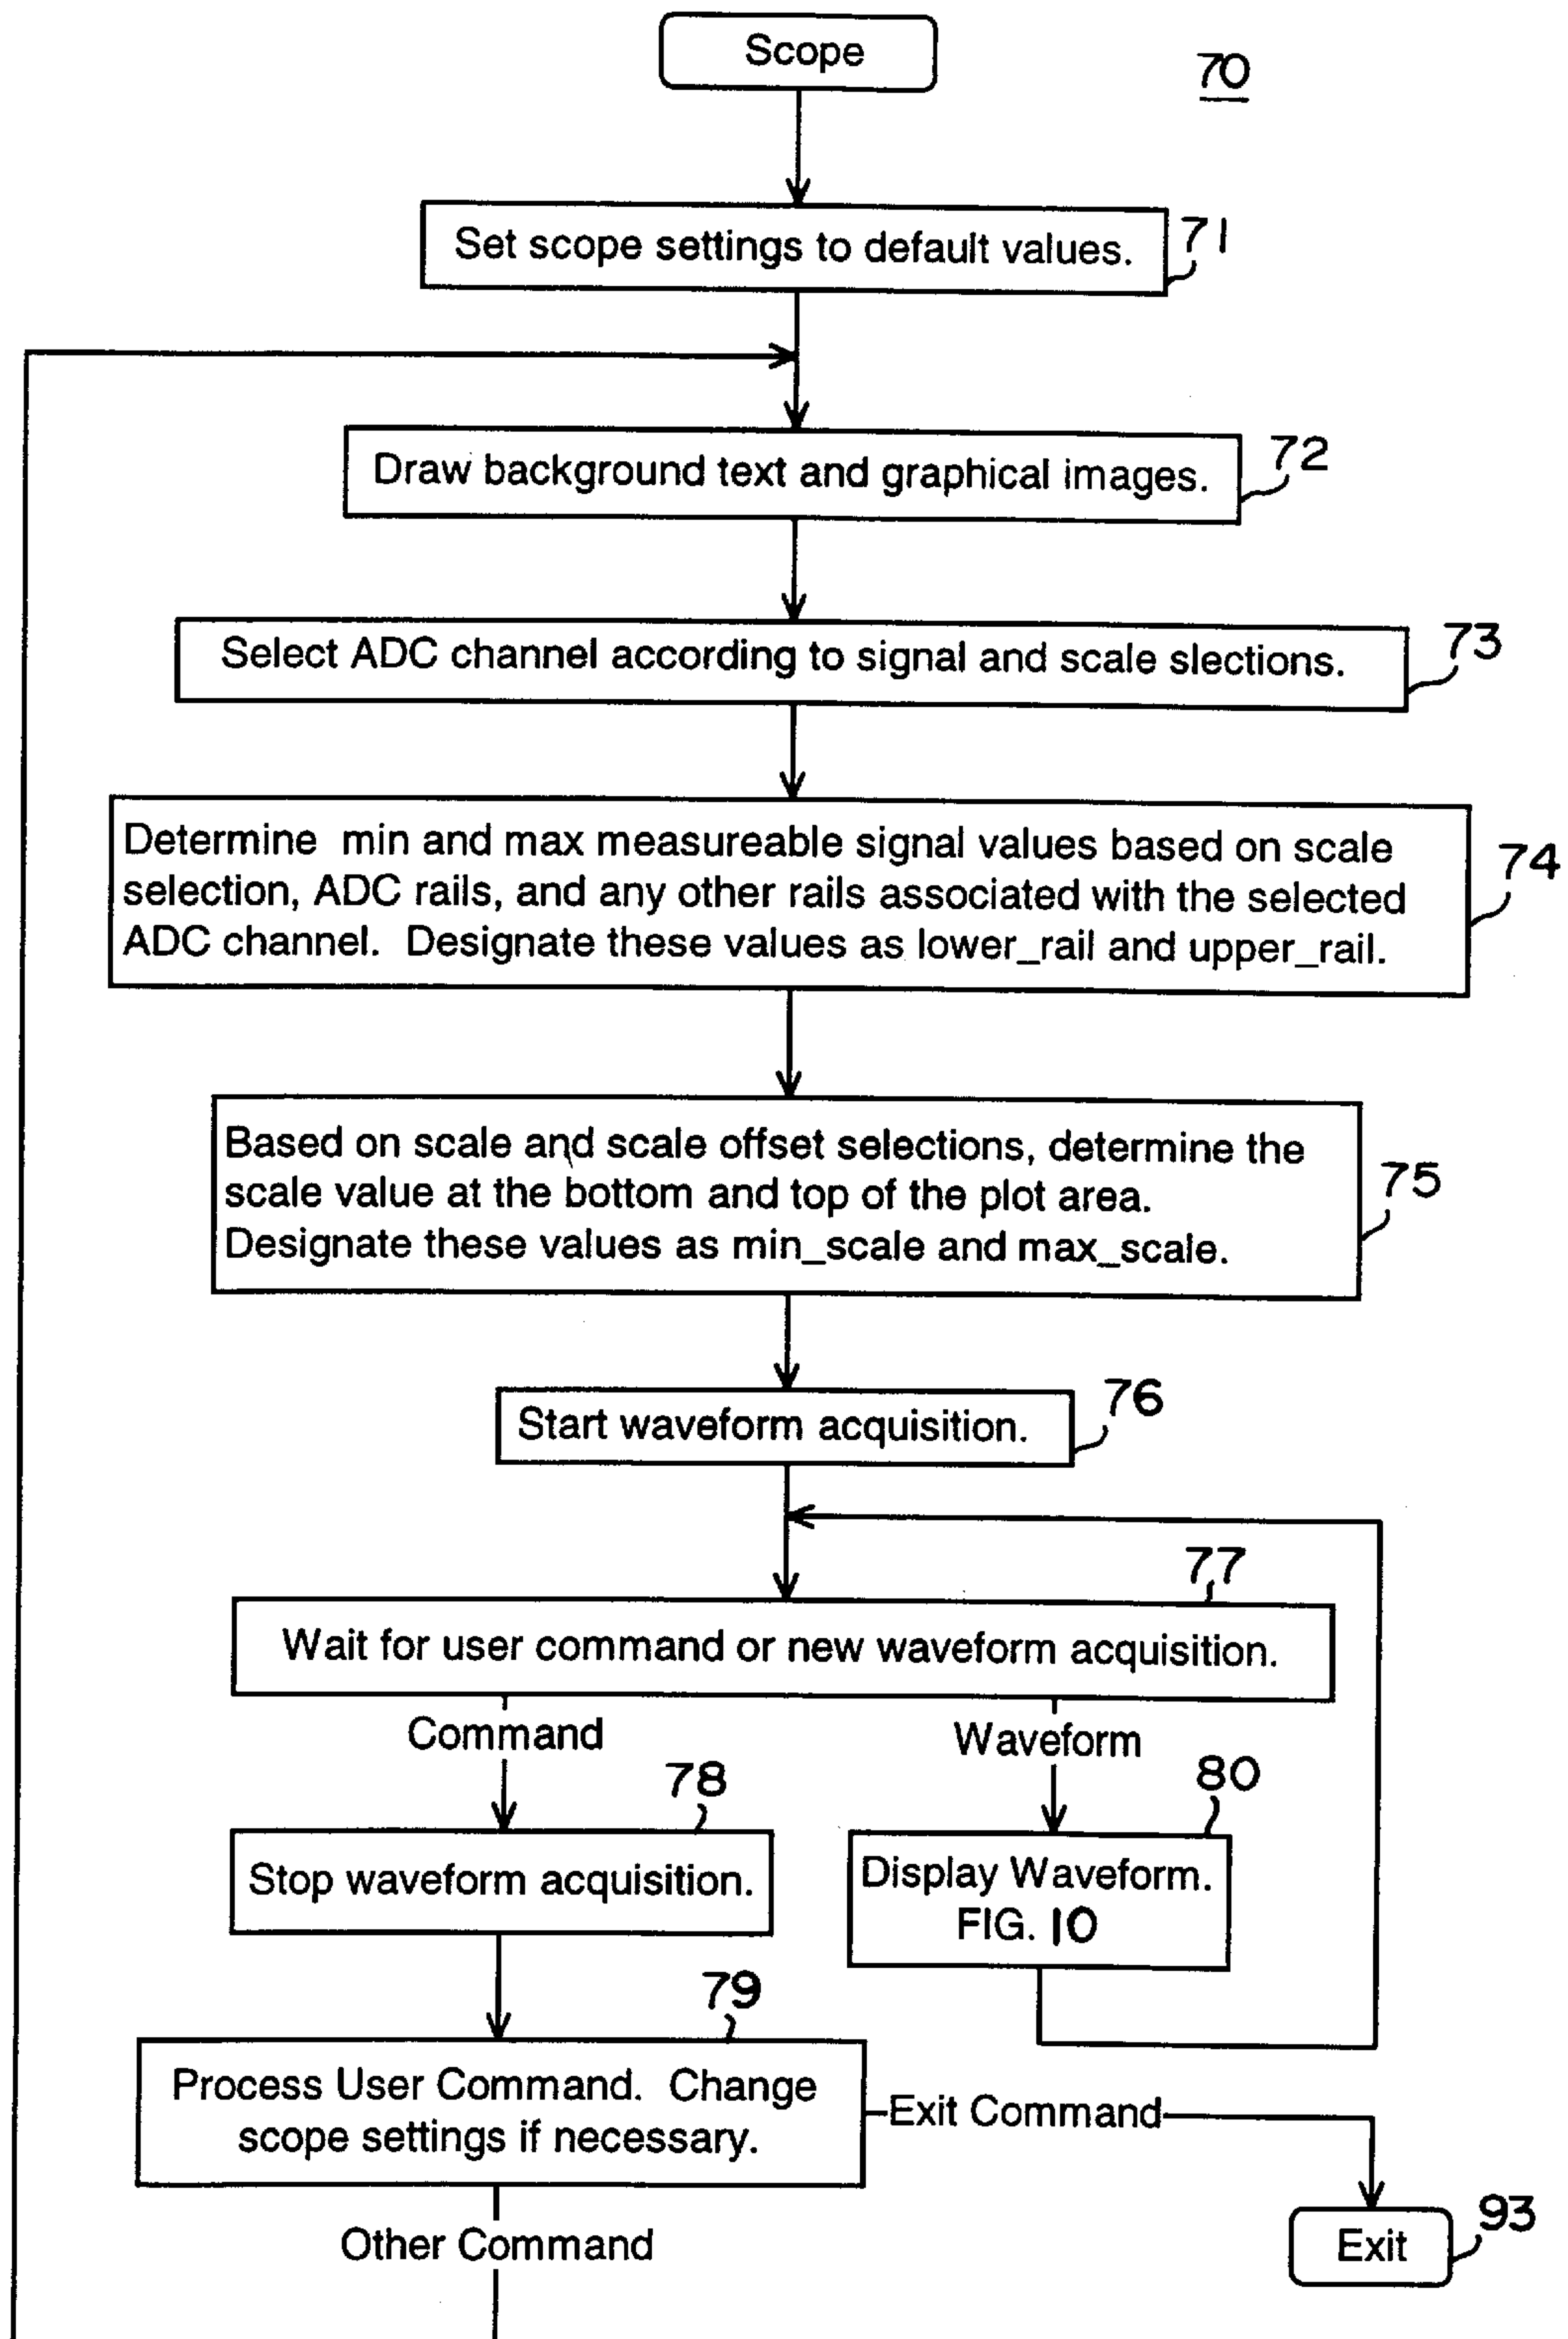 Scope
70
Set scope settings to default values.
71
Draw background text and graphical images.
72
Select ADC channel according to signal and scale slections.
73
Determine min and max measureable signal values based on scale
selection, ADC rails, and any other rails associated with the selected
ADC channel. Designate these values as lower_rail and upper_rail.
74
Based on scale and scale offset selections, determine the
scale value at the bottom and top of the plot area.
Designate these values as min_scale and max_scale.
75
Start waveform acquisition.
76
77
Wait for user command or new waveform acquisition.
Command
Waveform
78
80
Stop waveform acquisition.
Display Waveform.
FIG. 10
79
Process User Command. Change
scope settings if necessary.
Exit Command
Other Command
Exit
93